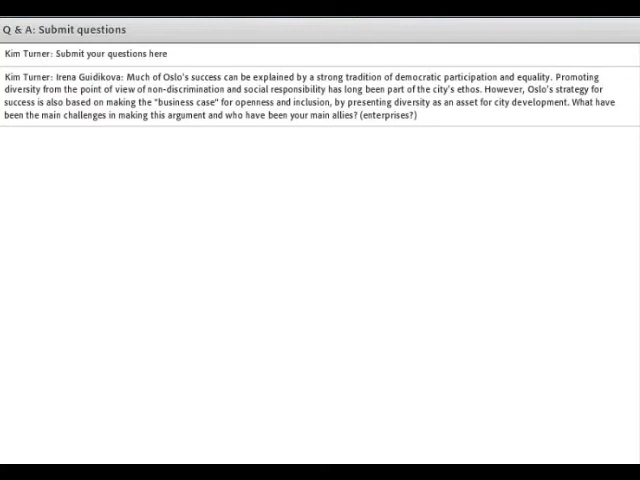 Q & A: Submit questions
Kim Turner: Submit your questions here
Kim Turner: Irena Guidikova: Much of Oslo's success can be explained by a strong tradition of democratic participation and equality. Promoting
diversity from the point of view of non-discrimination and social responsibility has long been part of the city's ethos. However, Oslo's strategy for
success is also based on making the "business case" for openness and inclusion, by presenting diversity as an asset for city development. What have
been the main challenges in making this argument and who have been your main allies? (enterprises?)